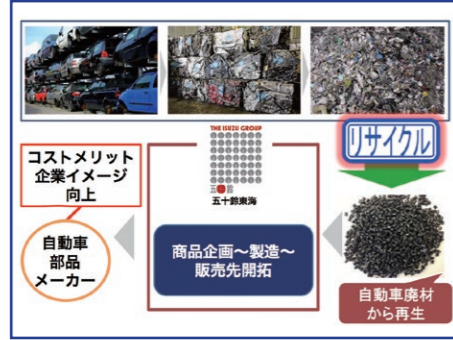 リサイクル
THE ISUZU GROUP
五十鈴
五十鈴東海
コストメリット
企業イメージ
向上
商品企画～製造～
販売先開拓
自動車
部品
メーカー
自動車廃材
から再生